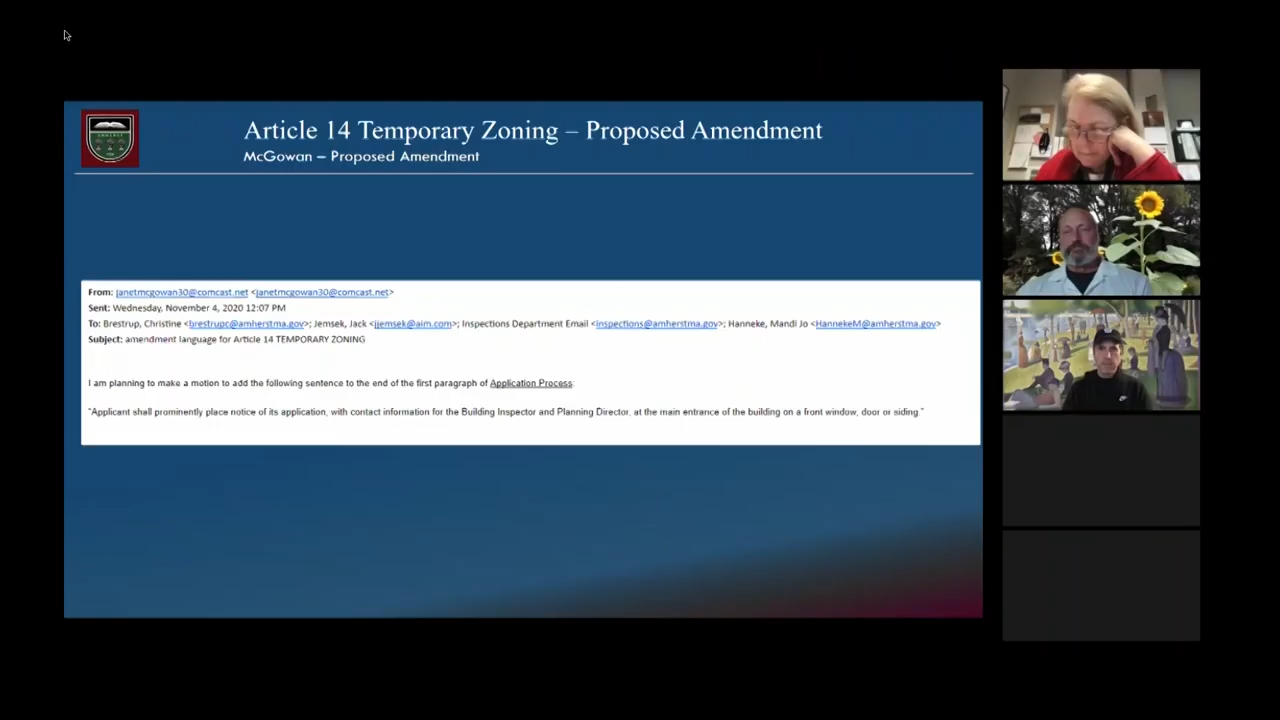 Article 14 Temporary Zoning – Proposed Amendment
McGowan – Proposed Amendment
From: janetmcgowan30@comcast.net <janetmcgowan30@comcast.net>
Sent: Wednesday, November 4, 2020 12:07 PM
To: Brestrup, Christine <brestrupc@amherstma.gov>; Jemsek, Jack <jjemsek@aim.com>; Inspections Department Email <inspections@amherstma.gov>; Hanneke, Mandi Jo <HannekeM@amherstma.gov>
Subject: amendment language for Article 14 TEMPORARY ZONING
I am planning to make a motion to add the following sentence to the end of the first paragraph of Application Process:
"Applicant shall prominently place notice of its application, with contact information for the Building Inspector and Planning Director, at the main entrance of the building on a front window, door or siding."